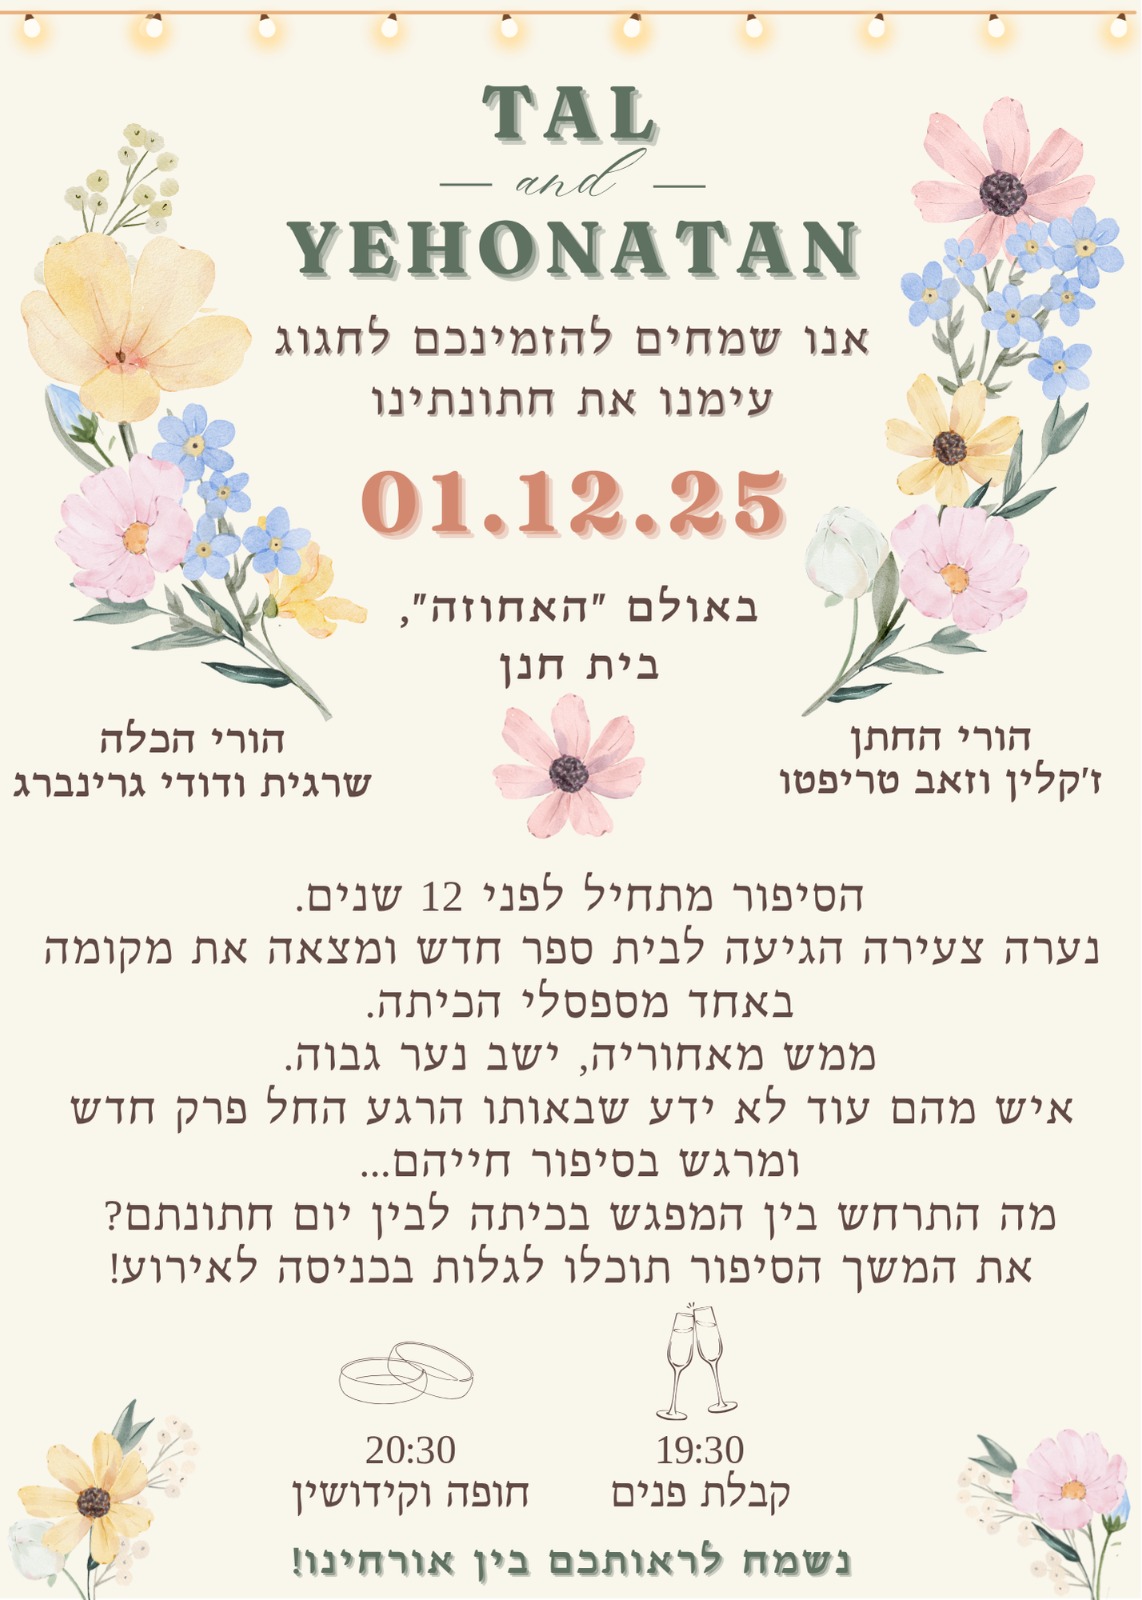 TAL
and
YEHONATAN
אנו שמחים להזמינכם לחגוג
עימנו את חתונתינו
01.12.25
באולם "האחוזה",
בית חנן
הורי החתן
ז'קלין וזאב טריפטו
הורי הכלה
שרגית ודודי גרינברג
הסיפור מתחיל לפני 12 שנים.
נערה צעירה הגיעה לבית ספר חדש ומצאה את מקומה
באחד מספסלי הכיתה.
ממש מאחוריה, ישב נער גבוה.
איש מהם עוד לא ידע שבאותו הרגע החל פרק חדש
ומרגש בסיפור חייהם...
מה התרחש בין המפגש בכיתה לבין יום חתונתם?
את המשך הסיפור תוכלו לגלות בכניסה לאירוע!
19:30
קבלת פנים
20:30
חופה וקידושין
נשמח לראותכם בין אורחינו!